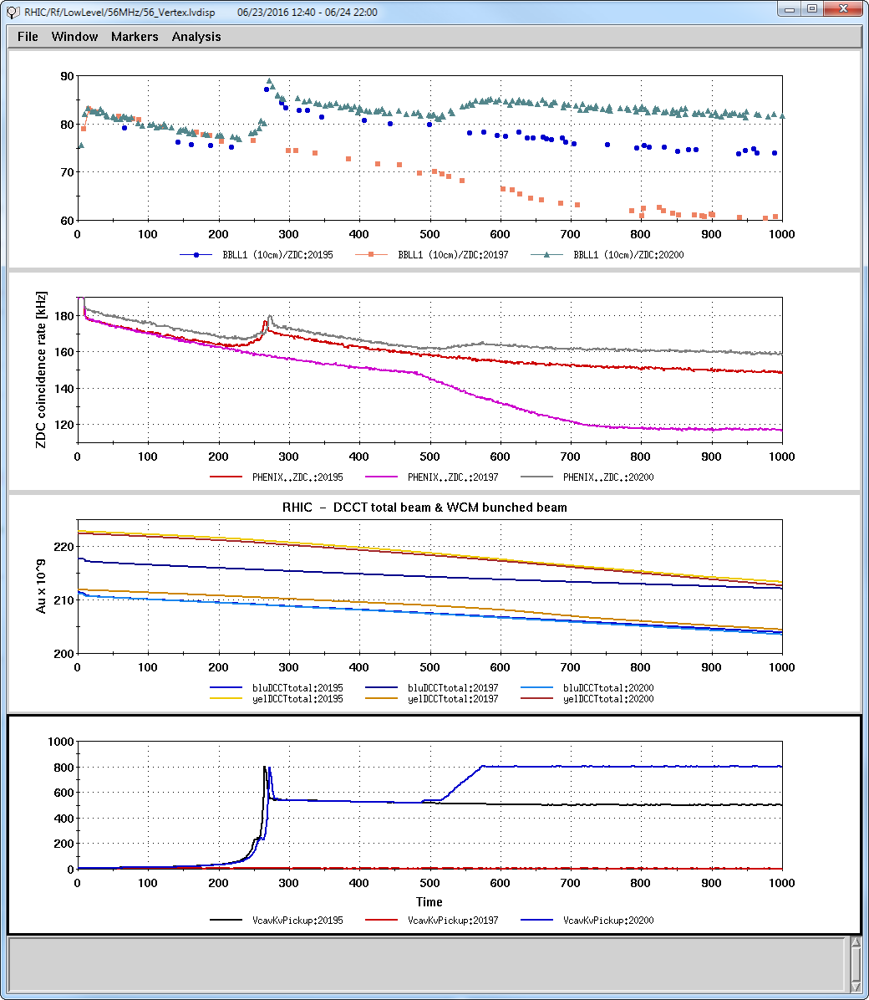 RHIC/Rf/LowLevel/56MHz/56_Vertex.lvdisp 06/23/2016 12:40 - 06/24 22:00
File Window Markers Analysis
90
80
70
60
0 100 200 300 400 500 600 700 800 900 1000
BBLL1 (10cm)/ZDC:20195 BBLL1 (10cm)/ZDC:20197 BBLL1 (10cm)/ZDC:20200
ZDC coincidence rate [kHz]
180
160
140
120
0 100 200 300 400 500 600 700 800 900 1000
PHENIX..ZDC.:20195 PHENIX..ZDC.:20197 PHENIX..ZDC.:20200
RHIC – DCCT total beam & WCM bunched beam
Au x 10^9
220
210
200
0 100 200 300 400 500 600 700 800 900 1000
bluDCCTtotal:20195 bluDCCTtotal:20197 bluDCCTtotal:20200
yelDCCTtotal:20195 yelDCCTtotal:20197 yelDCCTtotal:20200
1000
800
600
400
200
0
0 100 200 300 400 500 600 700 800 900 1000
Time
VcavKvPickup:20195 VcavKvPickup:20197 VcavKvPickup:20200